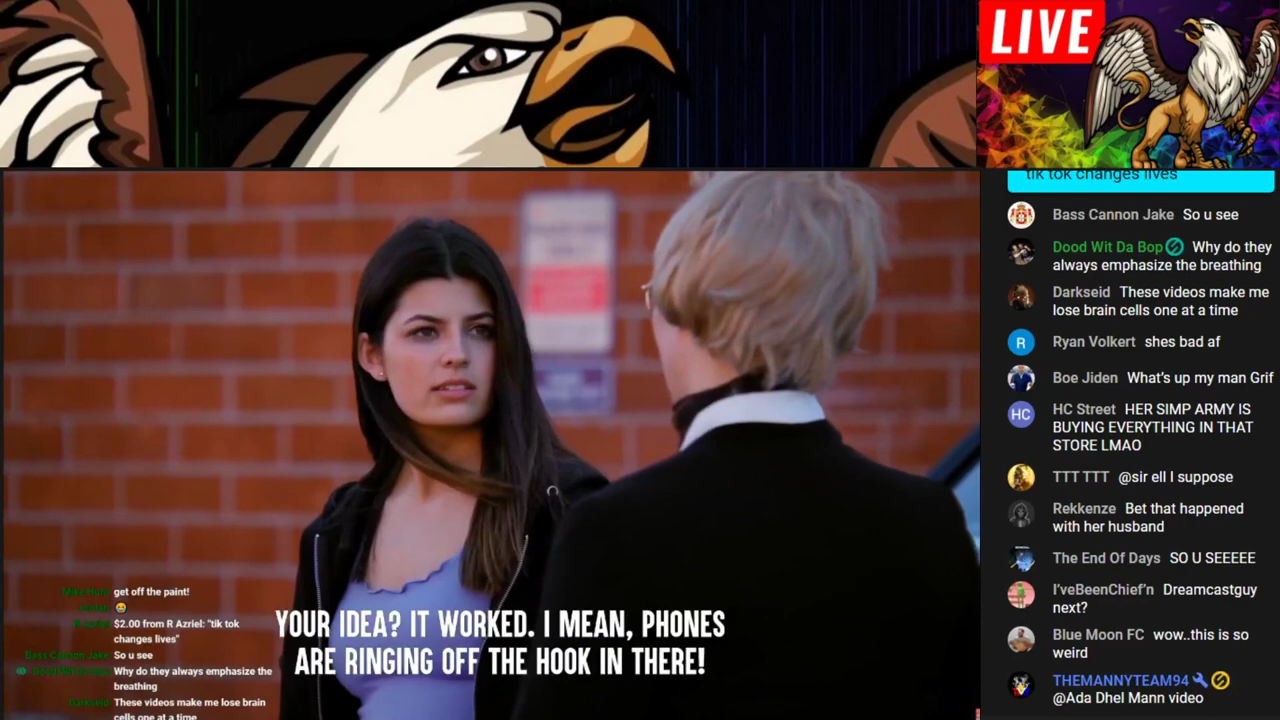 LIVE
tik tok changes lives
Bass Cannon Jake So u see
Dood Wit Da Bop Why do they
always emphasize the breathing
Darkseid These videos make me
lose brain cells one at a time
R
Ryan Volkert shes bad af
Boe Jiden What's up my man Grif
HC
HC Street HER SIMP ARMY IS
BUYING EVERYTHING IN THAT
STORE LMAO
TTT TTT @sir ell I suppose
Rekkenze Bet that happened
with her husband
The End Of Days SO U SEEEEE
I'veBeenChief'n Dreamcastguy
next?
Blue Moon FC wow..this is so
weird
THEMANNYTEAM94
@Ada Dhel Mann video
get off the paint!
R Azriel $2.00 from R Azriel: "tik tok
changes lives"
Bass Cannon Jake So u see
Dood Wit Da Bop Why do they always emphasize the
breathing
Darkseid These videos make me lose brain
cells one at a time
YOUR IDEA? IT WORKED. I MEAN, PHONES
ARE RINGING OFF THE HOOK IN THERE!